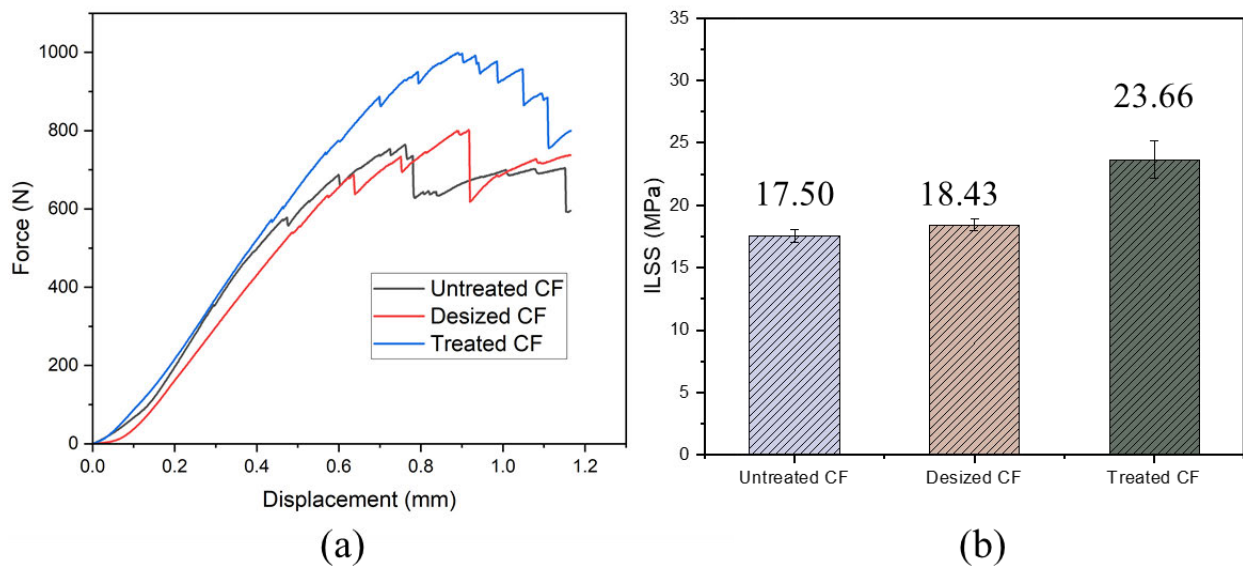 1000
800
600
400
200
0
Force (N)
Untreated CF
Desized CF
Treated CF
0.0 0.2 0.4 0.6 0.8 1.0 1.2
Displacement (mm)
(a)
35
30
25
20
15
10
5
0
ILSS (MPa)
17.50 18.43 23.66
Untreated CF Desized CF Treated CF
(b)